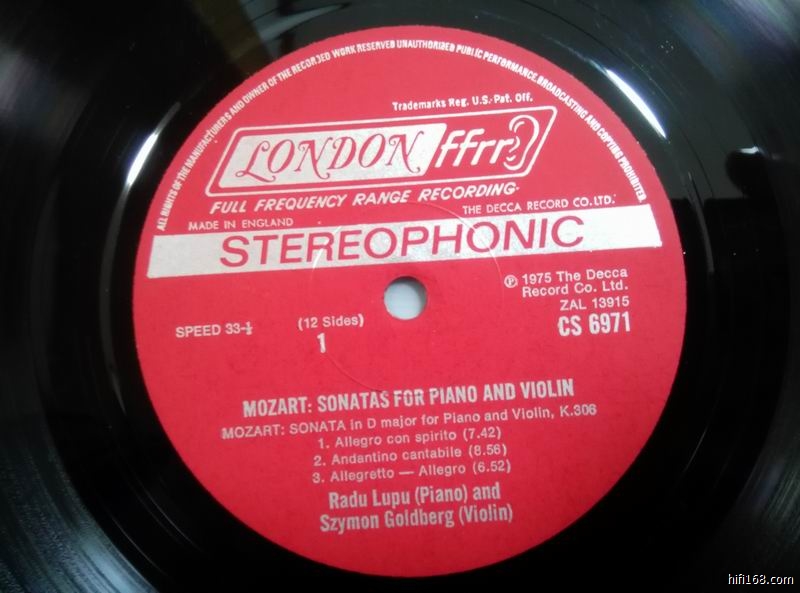 ALL RIGHTS OF THE MANUFACTURERS AND OWNER OF THE RECORDED WORK RESERVED UNAUTHORISED PUBLIC PERFORMANCE, BROADCASTING AND COPYING PROHIBITED.
Trademarks Reg. U.S. Pat. Off.
LONDON ffrr
FULL FREQUENCY RANGE RECORDING
MADE IN ENGLAND
THE DECCA RECORD CO. LTD.
STEREOPHONIC
℗ 1975 The Decca
Record Co. Ltd.
ZAL 13915
CS 6971
SPEED 33-⅓
(12 Sides)
1
MOZART: SONATAS FOR PIANO AND VIOLIN
MOZART: SONATA in D major for Piano and Violin, K.306
1. Allegro con spirito (7.42)
2. Andantino cantabile (8.56)
3. Allegretto — Allegro (6.52)
Radu Lupu (Piano) and
Szymon Goldberg (Violin)
hifi168.com